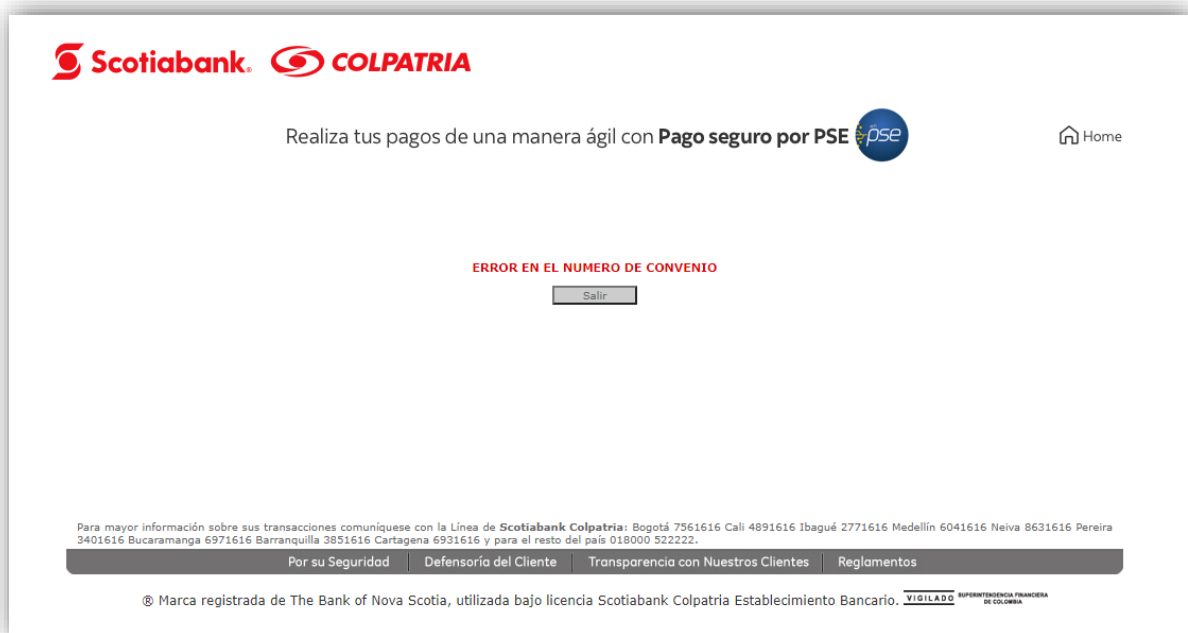 Scotiabank. COLPATRIA
Realiza tus pagos de una manera ágil con Pago seguro por PSE pse
Home
ERROR EN EL NUMERO DE CONVENIO
Salir
Para mayor información sobre sus transacciones comuníquese con la Línea de Scotiabank Colpatria: Bogotá 7561616 Cali 4891616 Ibagué 2771616 Medellín 6041616 Neiva 8631616 Pereira
3401616 Bucaramanga 6971616 Barranquilla 3851616 Cartagena 6931616 y para el resto del país 018000 522222.
Por su Seguridad Defensoría del Cliente Transparencia con Nuestros Clientes Reglamentos
® Marca registrada de The Bank of Nova Scotia, utilizada bajo licencia Scotiabank Colpatria Establecimiento Bancario. VIGILADO SUPERINTENDENCIA FINANCIERA
DE COLOMBIA